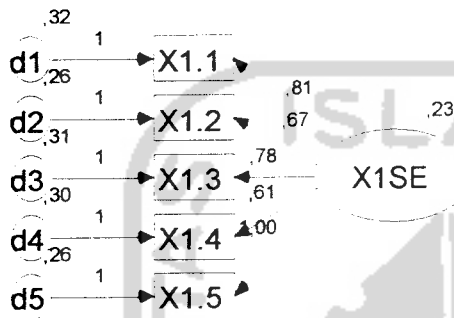 ,32
1
d1 X1.1
,26
,81
1
d2 X1.2 ,67 ISLA ,23
,31
1 ,78
d3 X1.3 X1SE
,30 ,61
1 1,00
d4 X1.4
,26
1
d5 X1.5